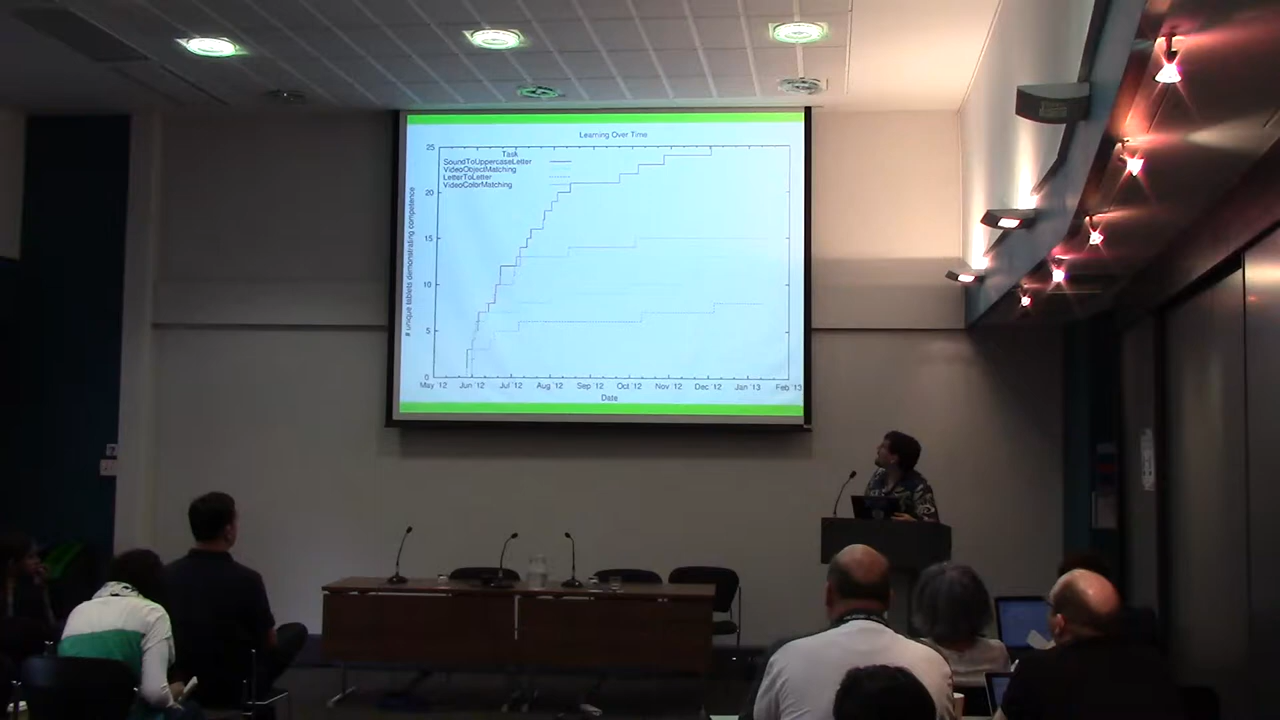 Learning Over Time
Task
SoundToUppercaseLetter
VideoObjectMatching
LetterToLetter
VideoColorMatching
# unique tablets demonstrating competence
25
20
15
10
5
0
May '12 Jun '12 Jul '12 Aug '12 Sep '12 Oct '12 Nov '12 Dec '12 Jan '13 Feb '13
Date